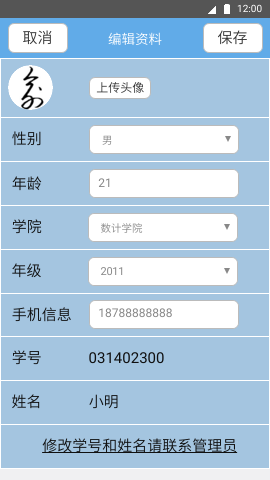 12:00
取消 编辑资料 保存
上传头像
性别 男
年龄 21
学院 数计学院
年级 2011
手机信息 18788888888
学号 031402300
姓名 小明
修改学号和姓名请联系管理员